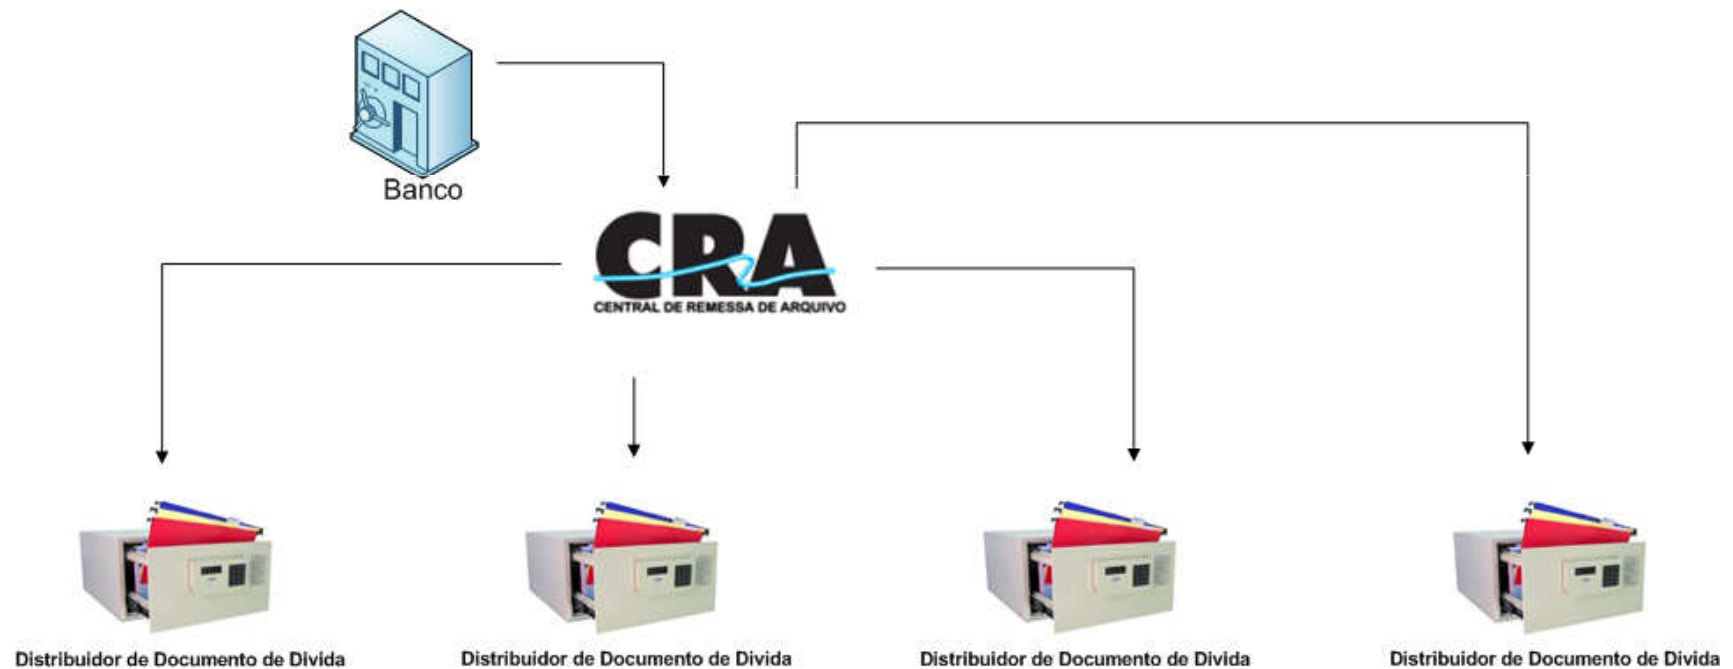 Banco
CRA
CENTRAL DE REMESSA DE ARQUIVO
Distribuidor de Documento de Divida
Distribuidor de Documento de Divida
Distribuidor de Documento de Divida
Distribuidor de Documento de Divida